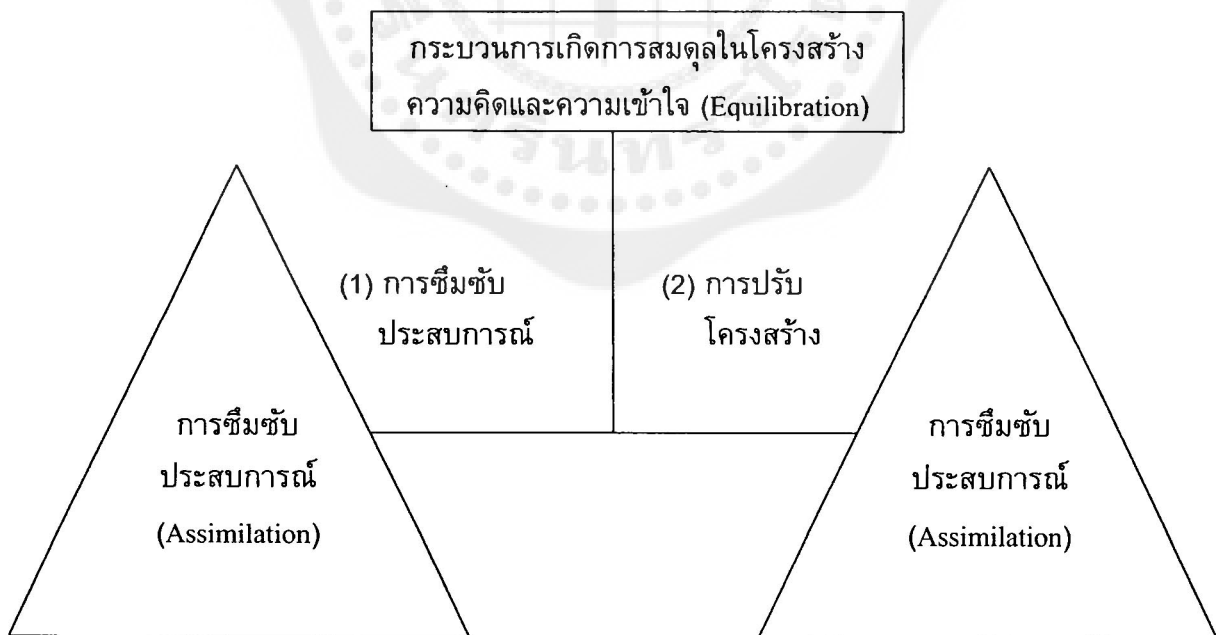 กระบวนการเกิดการสมดุลในโครงสร้าง
ความคิดและความเข้าใจ (Equilibration)
(1) การซึมซับ
ประสบการณ์
(2) การปรับ
โครงสร้าง
การซึมซับ
ประสบการณ์
(Assimilation)
การซึมซับ
ประสบการณ์
(Assimilation)